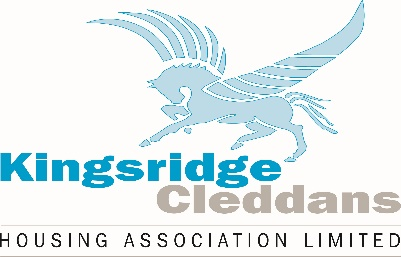 Kingsridge
Cleddans
HOUSING ASSOCIATION LIMITED